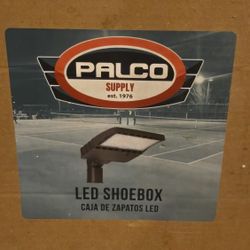 PALCO
SUPPLY
est. 1976
LED SHOEBOX
CAJA DE ZAPATOS LED